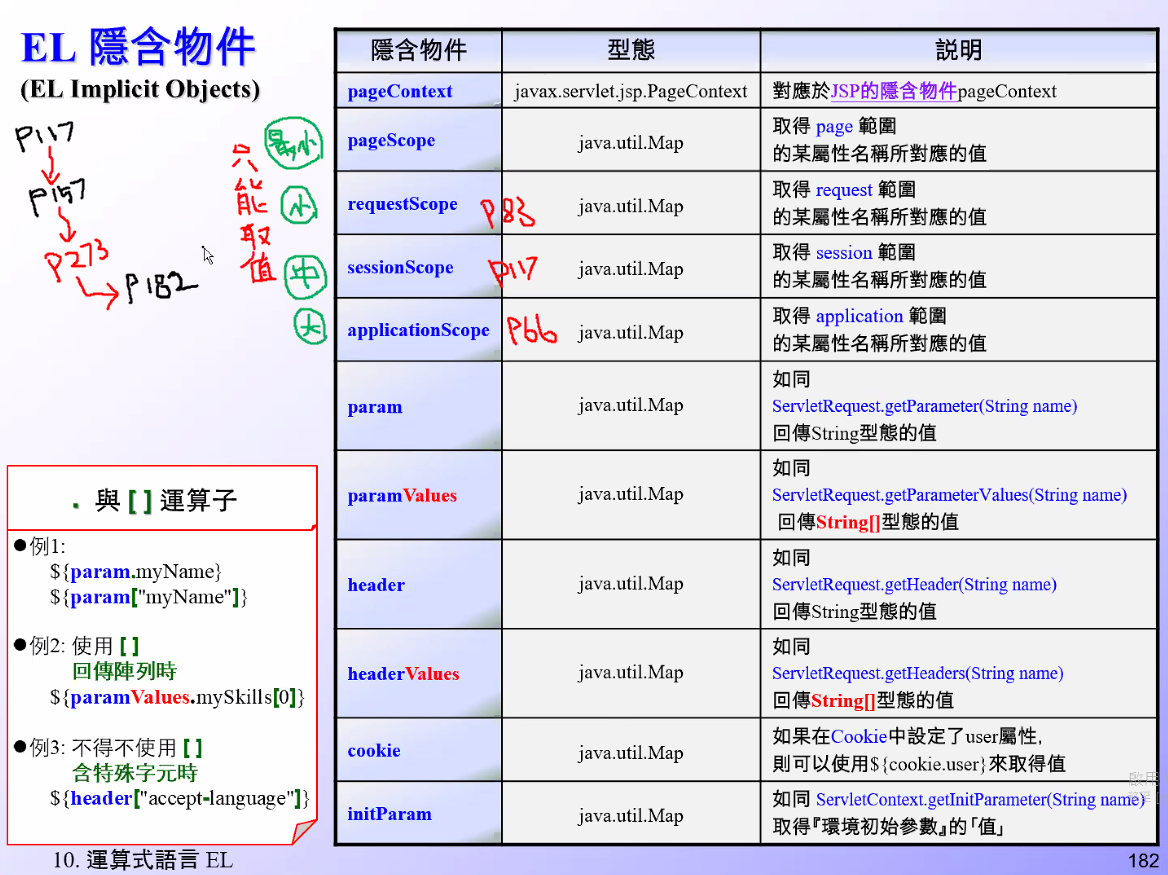 EL 隱含物件
(EL Implicit Objects)
p117
p157
p273
p182
只能取值
最小
小
中
大
隱含物件 型態 説明
pageContext javax.servlet.jsp.PageContext 對應於JSP的隱含物件pageContext
pageScope java.util.Map 取得 page 範圍
的某屬性名稱所對應的值
requestScope p83 java.util.Map 取得 request 範圍
的某屬性名稱所對應的值
sessionScope p117 java.util.Map 取得 session 範圍
的某屬性名稱所對應的值
applicationScope p66 java.util.Map 取得 application 範圍
的某屬性名稱所對應的值
param java.util.Map 如同
ServletRequest.getParameter(String name)
回傳String型態的值
paramValues java.util.Map 如同
ServletRequest.getParameterValues(String name)
回傳String[]型態的值
header java.util.Map 如同
ServletRequest.getHeader(String name)
回傳String型態的值
headerValues java.util.Map 如同
ServletRequest.getHeaders(String name)
回傳String[]型態的值
cookie java.util.Map 如果在Cookie中設定了user屬性,
則可以使用${cookie.user}來取得值
initParam java.util.Map 如同 ServletContext.getInitParameter(String name)
取得『環境初始參數』的「值」
. 與 [ ] 運算子
●例1:
${param.myName}
${param["myName"]}
●例2: 使用 [ ]
回傳陣列時
${paramValues.mySkills[0]}
●例3: 不得不使用 [ ]
含特殊字元時
${header["accept-language"]}
10. 運算式語言 EL
182